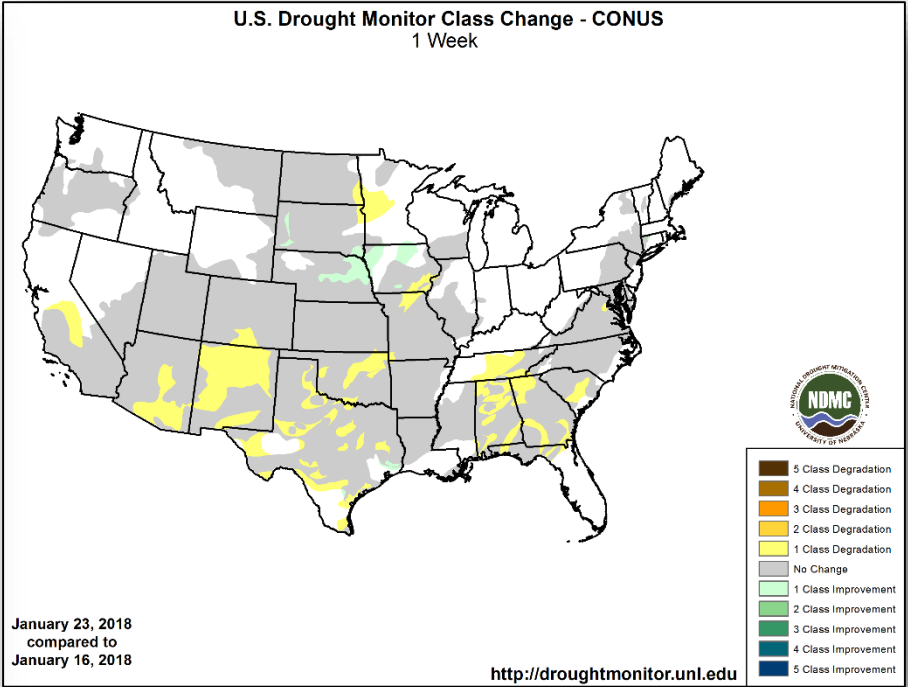 U.S. Drought Monitor Class Change - CONUS
1 Week
NATIONAL DROUGHT MITIGATION CENTER
NDMC
UNIVERSITY OF NEBRASKA
5 Class Degradation
4 Class Degradation
3 Class Degradation
2 Class Degradation
1 Class Degradation
No Change
1 Class Improvement
2 Class Improvement
3 Class Improvement
4 Class Improvement
5 Class Improvement
January 23, 2018
compared to
January 16, 2018
http://droughtmonitor.unl.edu